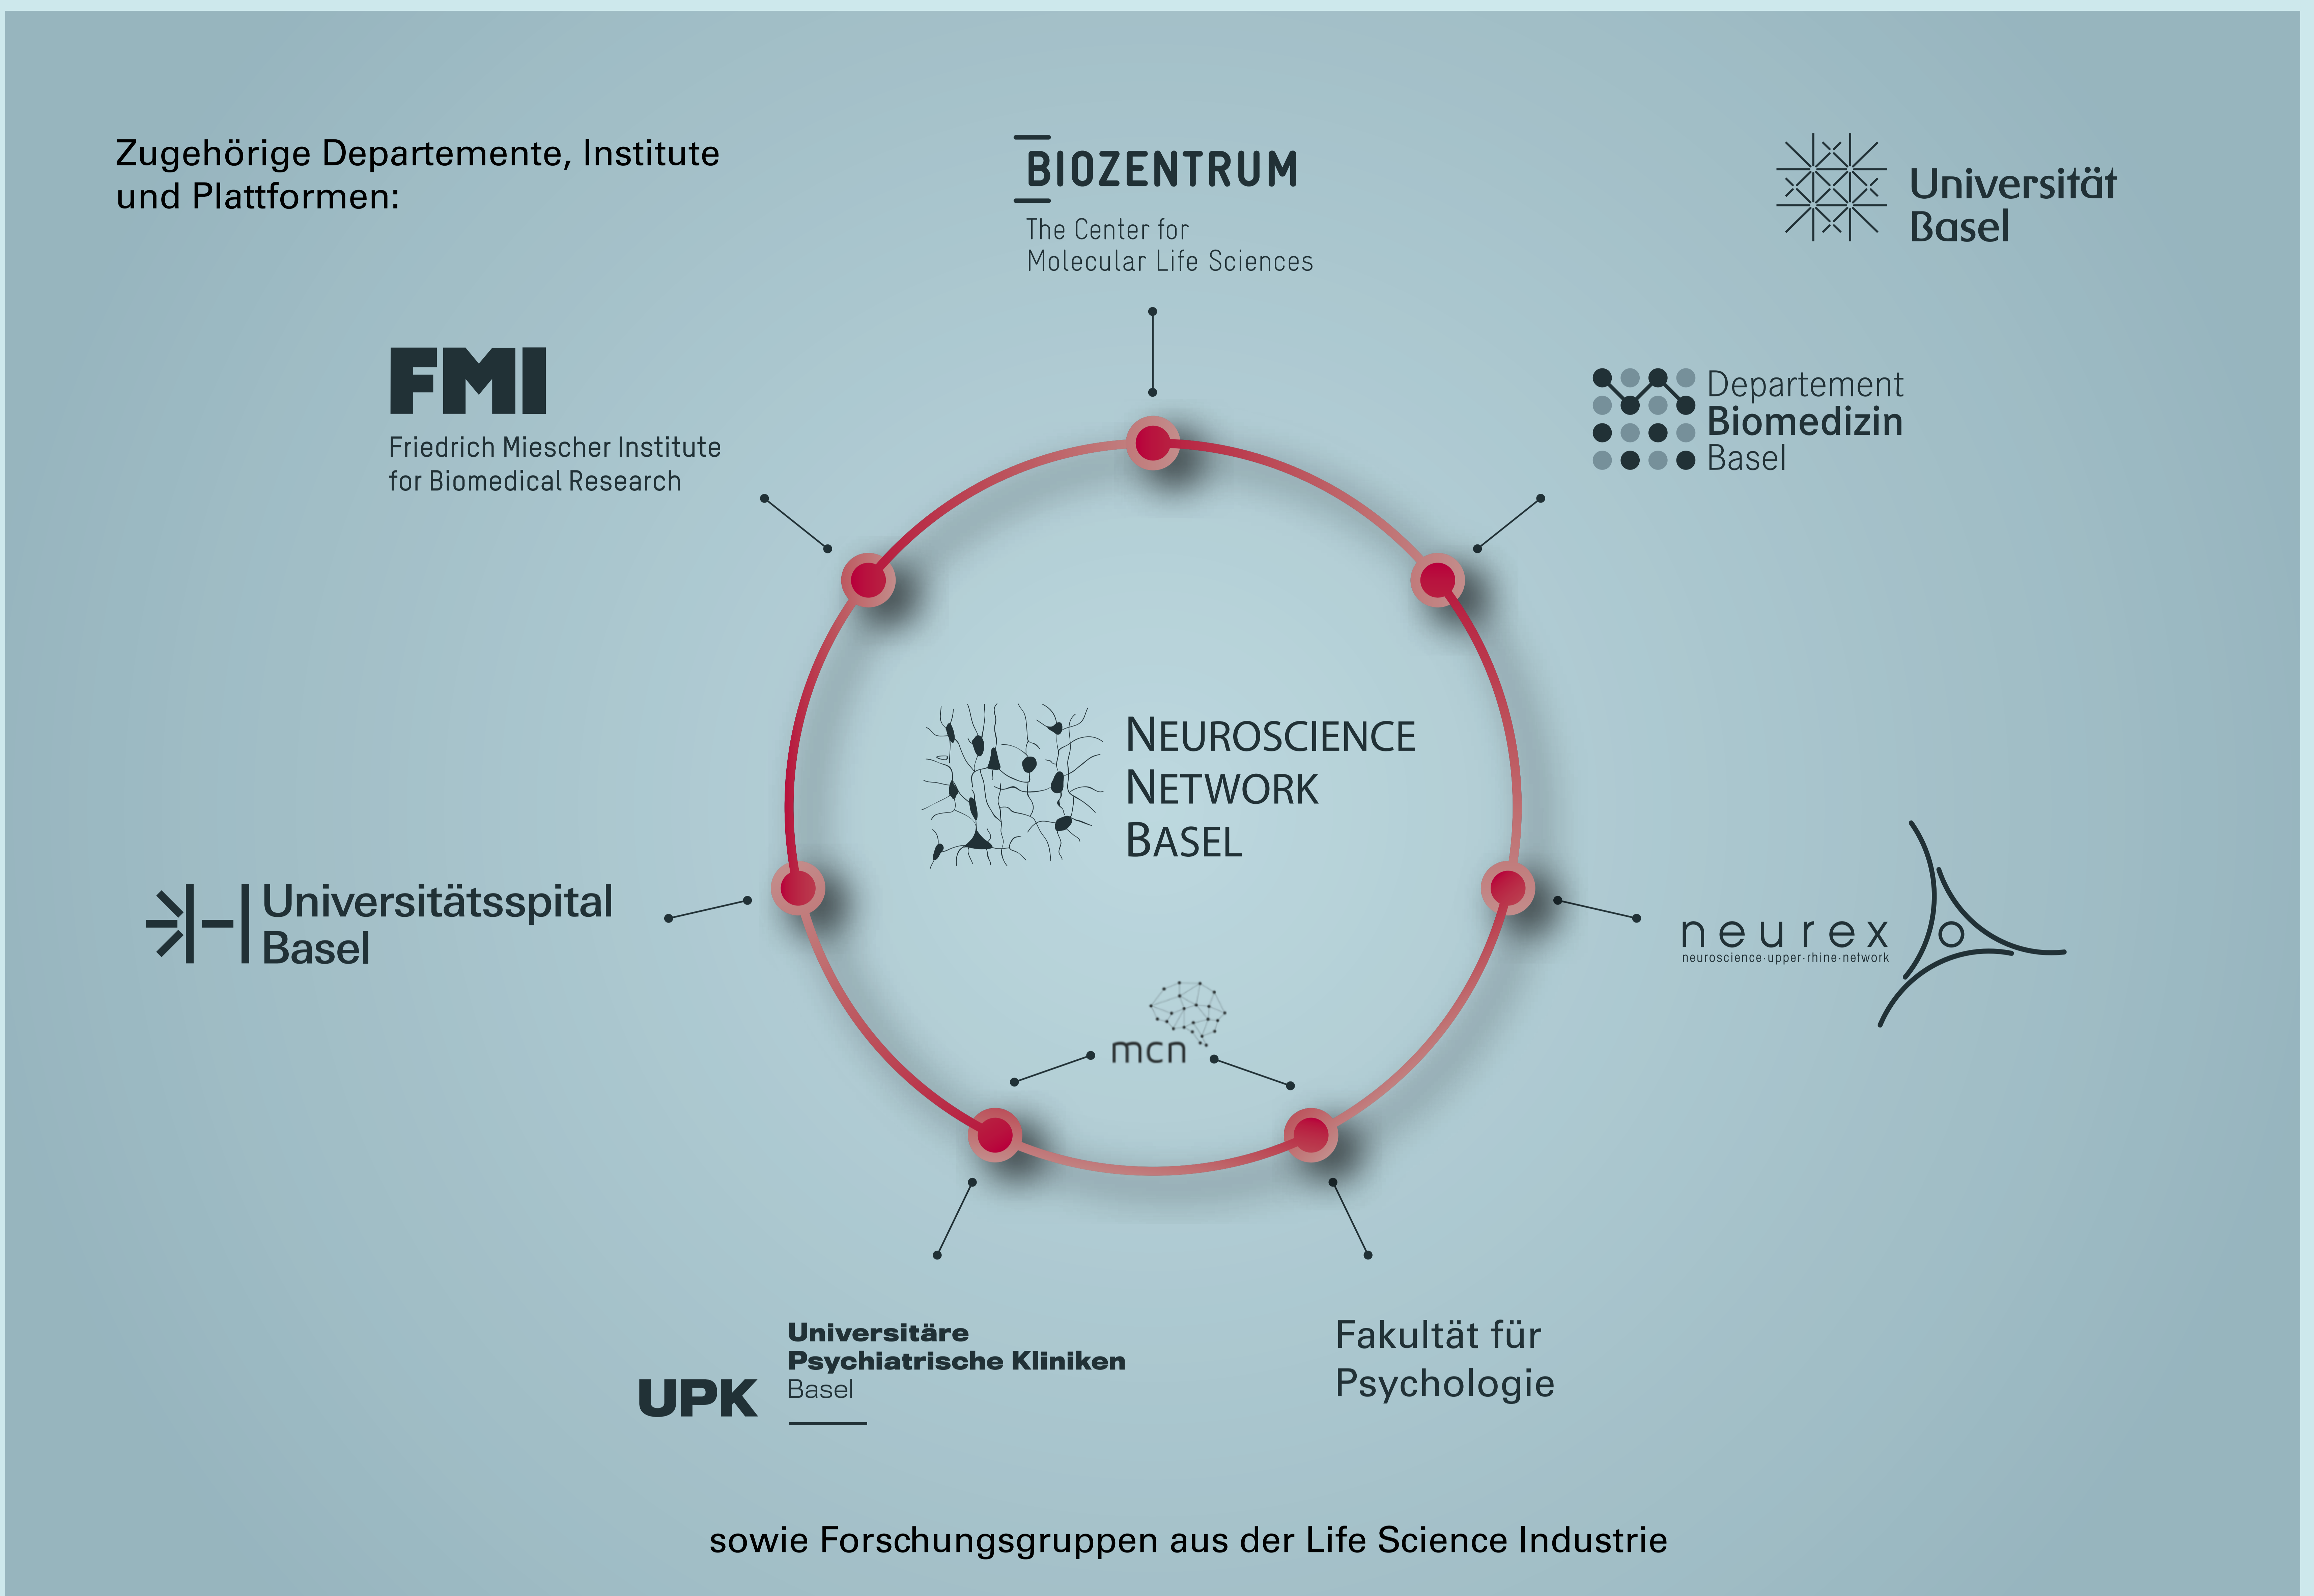 Zugehörige Departemente, Institute
und Plattformen:
BIOZENTRUM
The Center for
Molecular Life Sciences
Universität
Basel
FMI
Friedrich Miescher Institute
for Biomedical Research
Departement
Biomedizin
Basel
NEUROSCIENCE
NETWORK
BASEL
Universitätsspital
Basel
neurex
neuroscience·upper·rhine·network
mcn
UPK
Universitäre
Psychiatrische Kliniken
Basel
Fakultät für
Psychologie
sowie Forschungsgruppen aus der Life Science Industrie